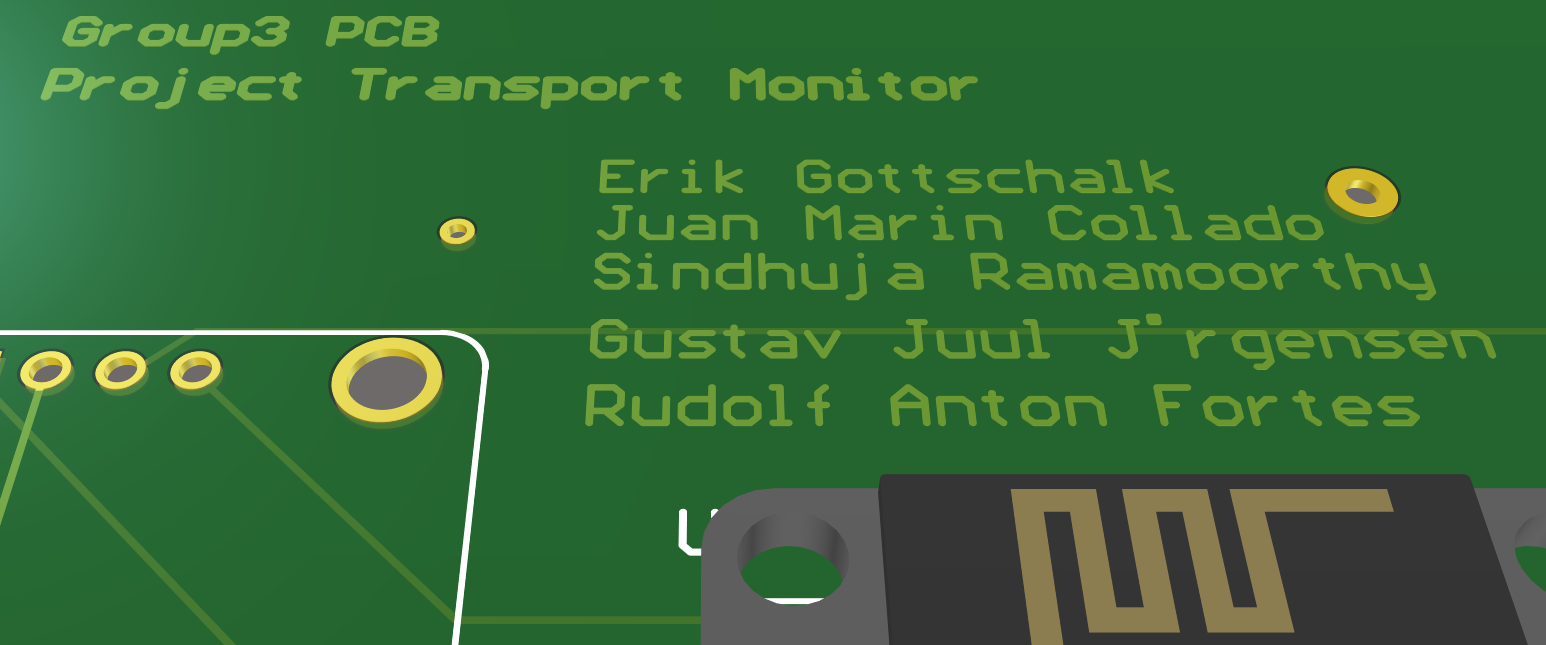 Group3 PCB
Project Transport Monitor
Erik Gottschalk
Juan Marin Collado
Sindhuja Ramamoorthy
Gustav Juul J¨rgensen
Rudolf Anton Fortes